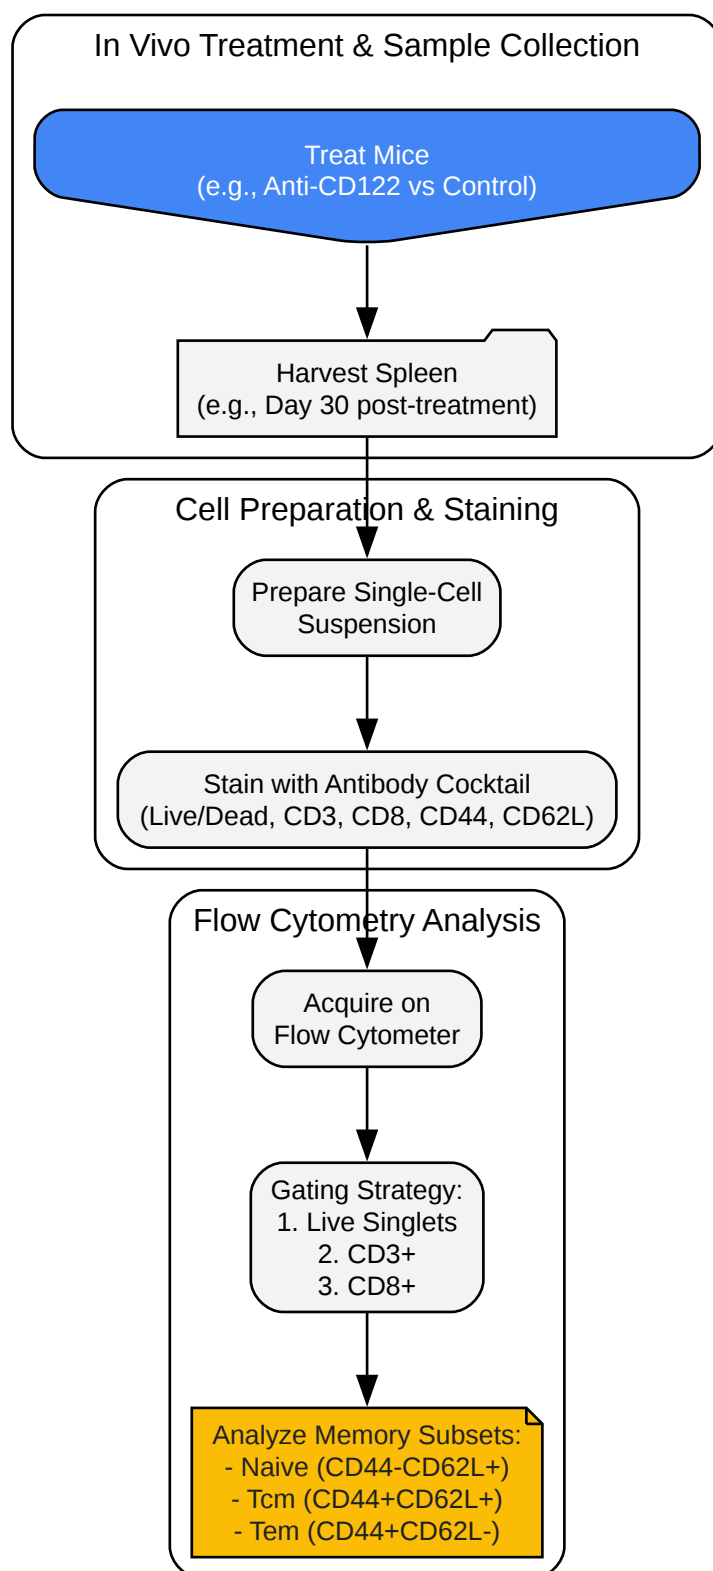 In Vivo Treatment & Sample Collection
Treat Mice
(e.g., Anti-CD122 vs Control)
Harvest Spleen
(e.g., Day 30 post-treatment)
Cell Preparation & Staining
Prepare Single-Cell
Suspension
Stain with Antibody Cocktail
(Live/Dead, CD3, CD8, CD44, CD62L)
Flow Cytometry Analysis
Acquire on
Flow Cytometer
Gating Strategy:
1. Live Singlets
2. CD3+
3. CD8+
Analyze Memory Subsets:
- Naive (CD44-CD62L+)
- Tcm (CD44+CD62L+)
- Tem (CD44+CD62L-)